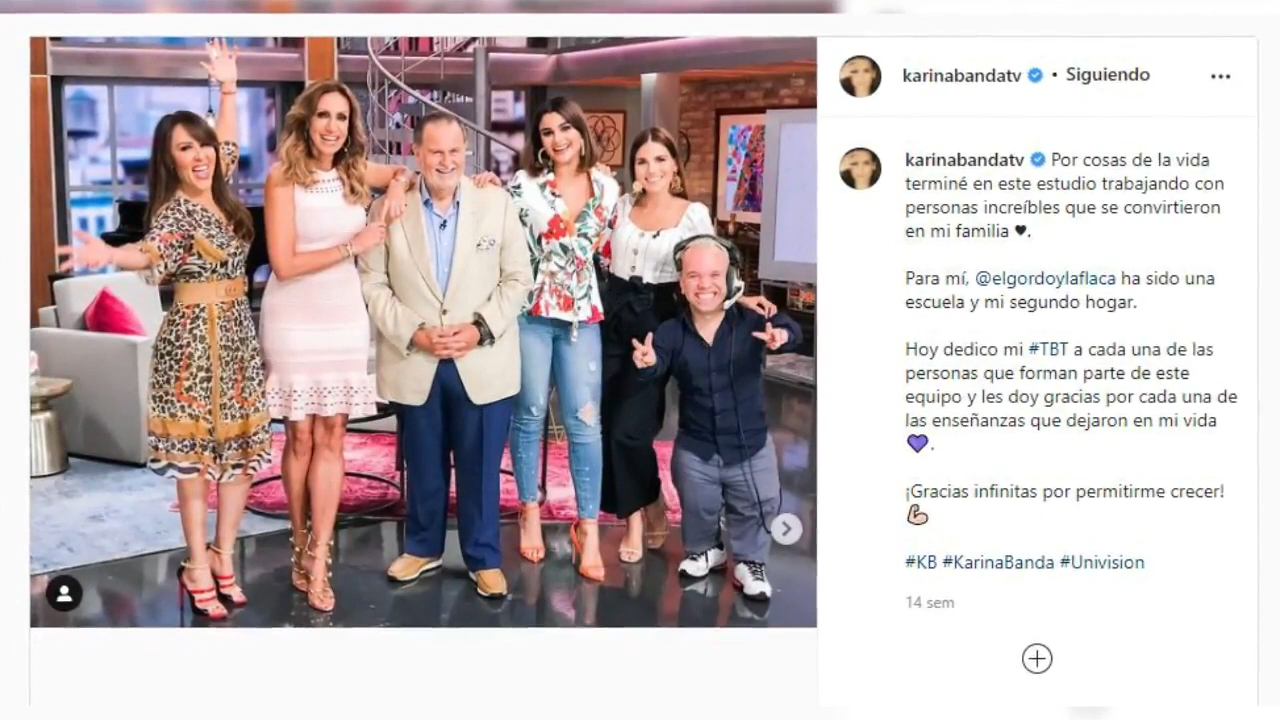 karinabandatv • Siguiendo
karinabandatv Por cosas de la vida
terminé en este estudio trabajando con
personas increíbles que se convirtieron
en mi familia ♥.
Para mí, @elgordoylaflaca ha sido una
escuela y mi segundo hogar.
Hoy dedico mi #TBT a cada una de las
personas que forman parte de este
equipo y les doy gracias por cada una de
las enseñanzas que dejaron en mi vida
💜.
¡Gracias infinitas por permitirme crecer!
💪🏻
#KB #KarinaBanda #Univision
14 sem